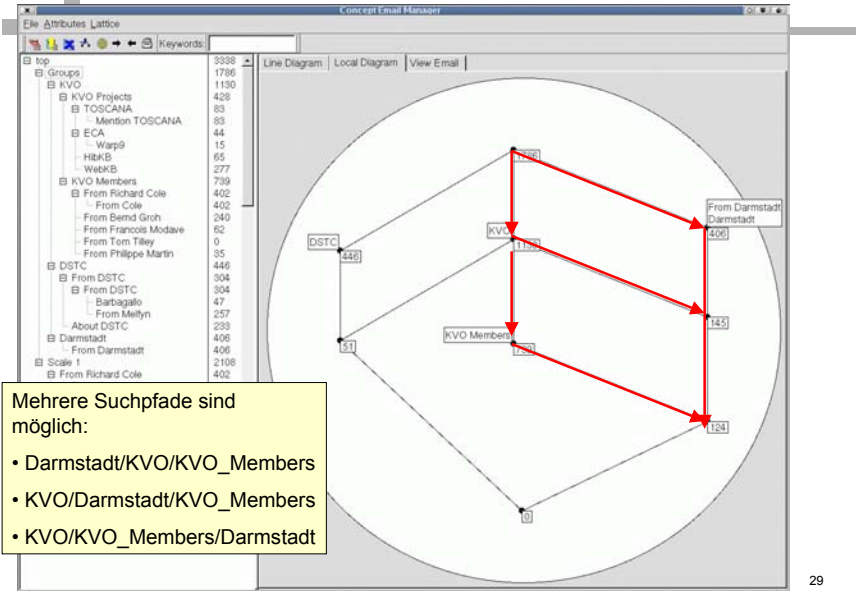 Concept Email Manager
File Attributes Lattice
Keywords:
top 3338
Groups 1786
KVO 1130
KVO Projects 428
TOSCANA 83
Mention TOSCANA 83
ECA 44
Warp9 15
HibKB 65
WebKB 277
KVO Members 739
From Richard Cole 402
From Cole 402
From Bernd Groh 240
From Francois Modave 62
From Tom Tilley 0
From Philippe Martin 35
DSTC 446
From DSTC 304
From DSTC 304
Barbagallo 47
From Melfyn 257
About DSTC 233
Darmstadt 406
From Darmstadt 406
Scale 1 2108
From Richard Cole 402
Line Diagram Local Diagram View Email
1786
From Darmstadt
Darmstadt
406
KVO
1130
DSTC
446
145
KVO Members
739
51
124
0
Mehrere Suchpfade sind
möglich:
• Darmstadt/KVO/KVO_Members
• KVO/Darmstadt/KVO_Members
• KVO/KVO_Members/Darmstadt
29